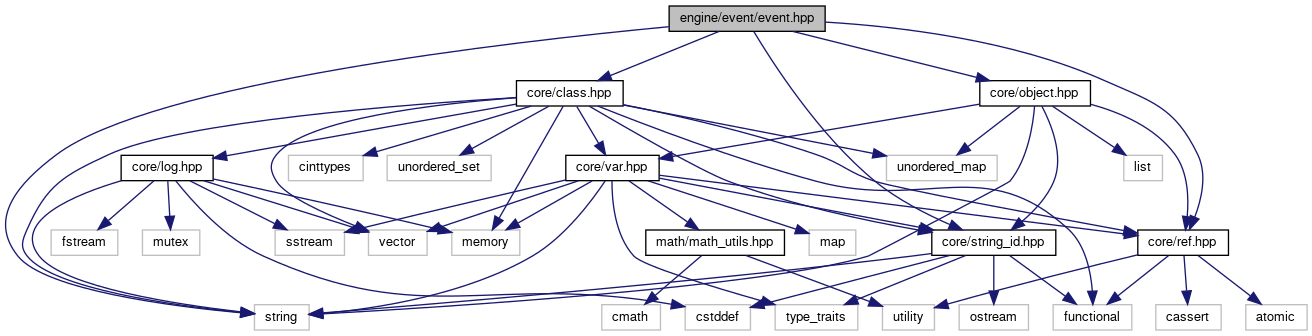 engine/event/event.hpp
core/class.hpp
core/object.hpp
core/log.hpp
cinttypes
unordered_set
core/var.hpp
unordered_map
list
fstream
mutex
sstream
vector
memory
math/math_utils.hpp
map
core/string_id.hpp
core/ref.hpp
string
cmath
cstddef
type_traits
utility
ostream
functional
cassert
atomic